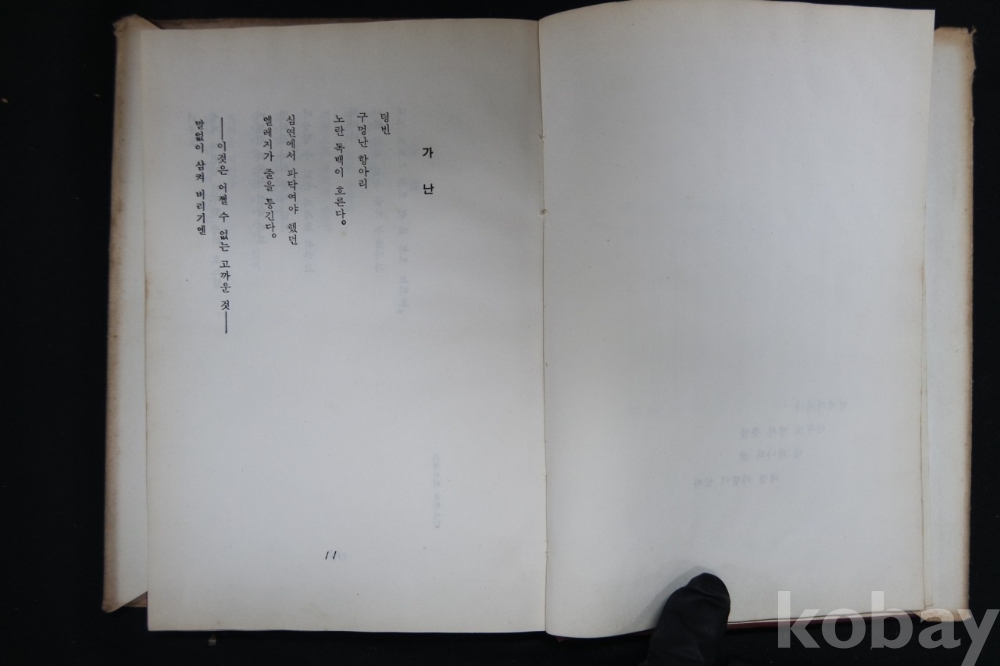 가난
텅빈
구멍난 항아리
노란 독백이 흐른다。
심연에서 파닥여야 했던
엘레지가 줄을 퉁긴다。
──이것은 어쩔 수 없는 고까운 것──
말없이 삼켜 버리기엔
11
kobay